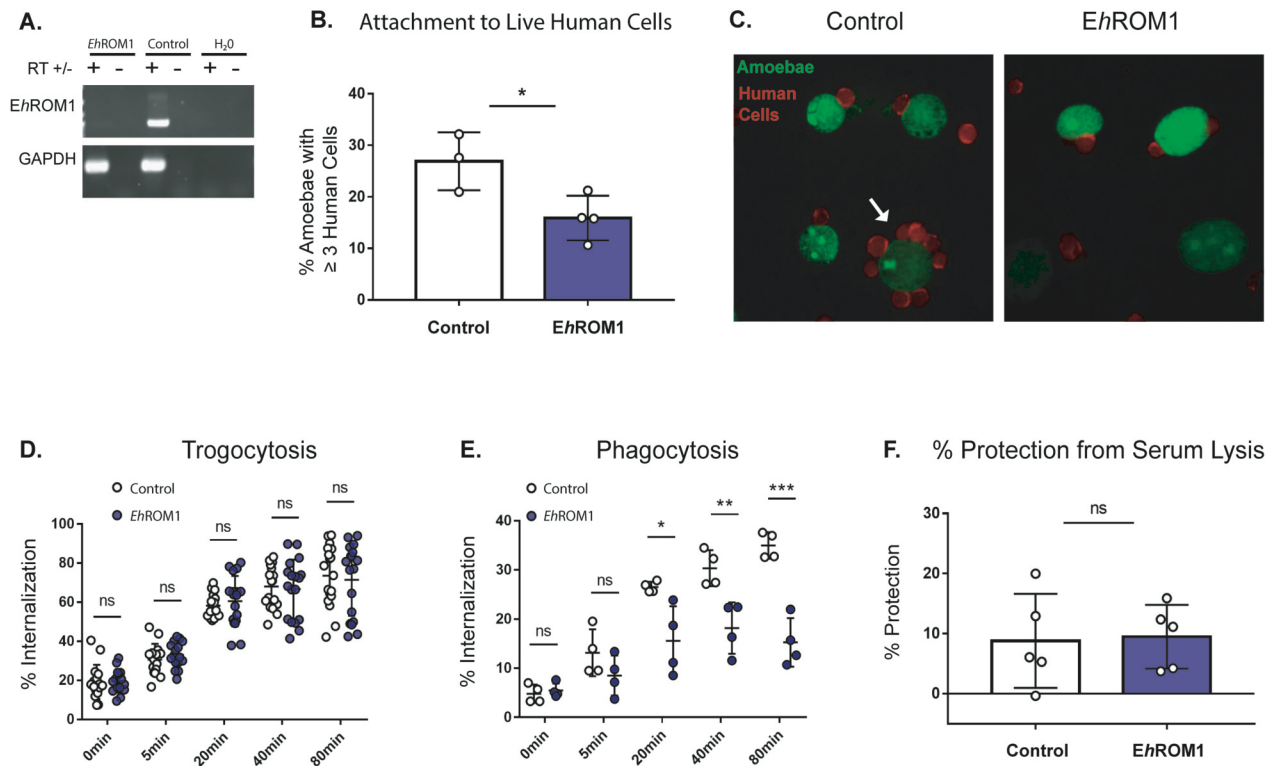 A.
EhROM1 Control H20
RT +/- + - + - + -
EhROM1
GAPDH
B. Attachment to Live Human Cells
*
% Amoebae with
≥ 3 Human Cells
40
30
20
10
0
Control EhROM1
C. Control EhROM1
Amoebae
Human
Cells
D. Trogocytosis
Control
EhROM1
ns ns ns ns ns
% Internalization
100
80
60
40
20
0
0min 5min 20min 40min 80min
E. Phagocytosis
Control
EhROM1
ns ns * ** ***
% Internalization
40
30
20
10
0
0min 5min 20min 40min 80min
F. % Protection from Serum Lysis
ns
% Protection
30
20
10
0
Control EhROM1